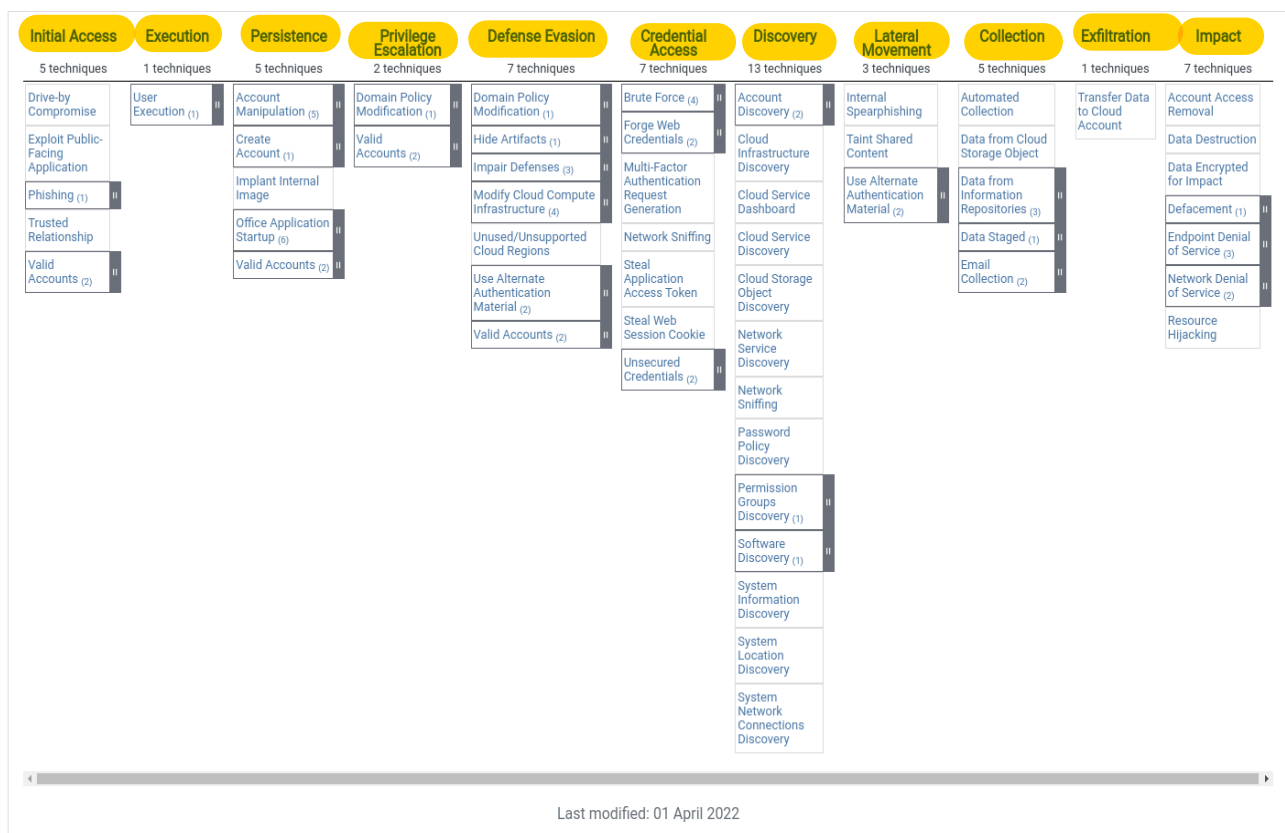 Initial Access
5 techniques
Drive-by
Compromise
Exploit Public-
Facing
Application
Phishing (1)
Trusted
Relationship
Valid
Accounts (2)
Execution
1 techniques
User
Execution (1)
Persistence
5 techniques
Account
Manipulation (5)
Create
Account (1)
Implant Internal
Image
Office Application
Startup (6)
Valid Accounts (2)
Privilege
Escalation
2 techniques
Domain Policy
Modification (1)
Valid
Accounts (2)
Defense Evasion
7 techniques
Domain Policy
Modification (1)
Hide Artifacts (1)
Impair Defenses (3)
Modify Cloud Compute
Infrastructure (4)
Unused/Unsupported
Cloud Regions
Use Alternate
Authentication
Material (2)
Valid Accounts (2)
Credential
Access
7 techniques
Brute Force (4)
Forge Web
Credentials (2)
Multi-Factor
Authentication
Request
Generation
Network Sniffing
Steal
Application
Access Token
Steal Web
Session Cookie
Unsecured
Credentials (2)
Discovery
13 techniques
Account
Discovery (2)
Cloud
Infrastructure
Discovery
Cloud Service
Dashboard
Cloud Service
Discovery
Cloud Storage
Object
Discovery
Network
Service
Discovery
Network
Sniffing
Password
Policy
Discovery
Permission
Groups
Discovery (1)
Software
Discovery (1)
System
Information
Discovery
System
Location
Discovery
System
Network
Connections
Discovery
Lateral
Movement
3 techniques
Internal
Spearphishing
Taint Shared
Content
Use Alternate
Authentication
Material (2)
Collection
5 techniques
Automated
Collection
Data from Cloud
Storage Object
Data from
Information
Repositories (3)
Data Staged (1)
Email
Collection (2)
Exfiltration
1 techniques
Transfer Data
to Cloud
Account
Impact
7 techniques
Account Access
Removal
Data Destruction
Data Encrypted
for Impact
Defacement (1)
Endpoint Denial
of Service (3)
Network Denial
of Service (2)
Resource
Hijacking
Last modified: 01 April 2022